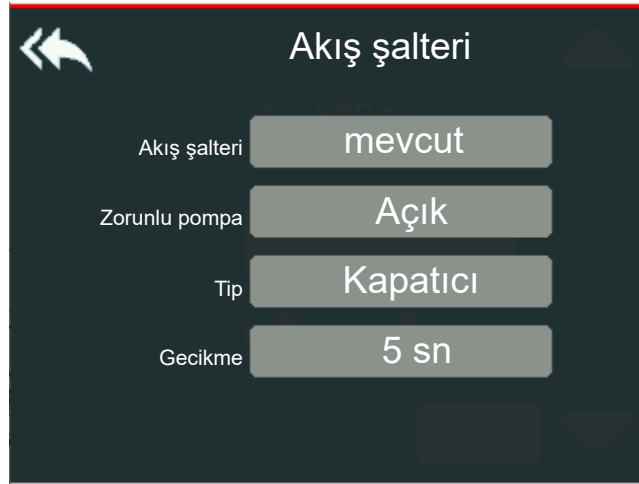 Akış şalteri
Akış şalteri mevcut
Zorunlu pompa Açık
Tip Kapatıcı
Gecikme 5 sn